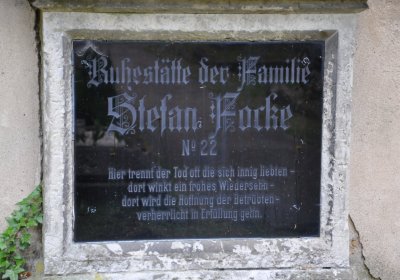 Ruhestätte der Familie
Stefan Focke
Nº 22
Hier trennt der Tod oft die sich innig liebten –
dort winkt ein frohes Wiedersehn –
dort wird die Hoffnung der Betrübten –
verherrlicht in Erfüllung gehn.